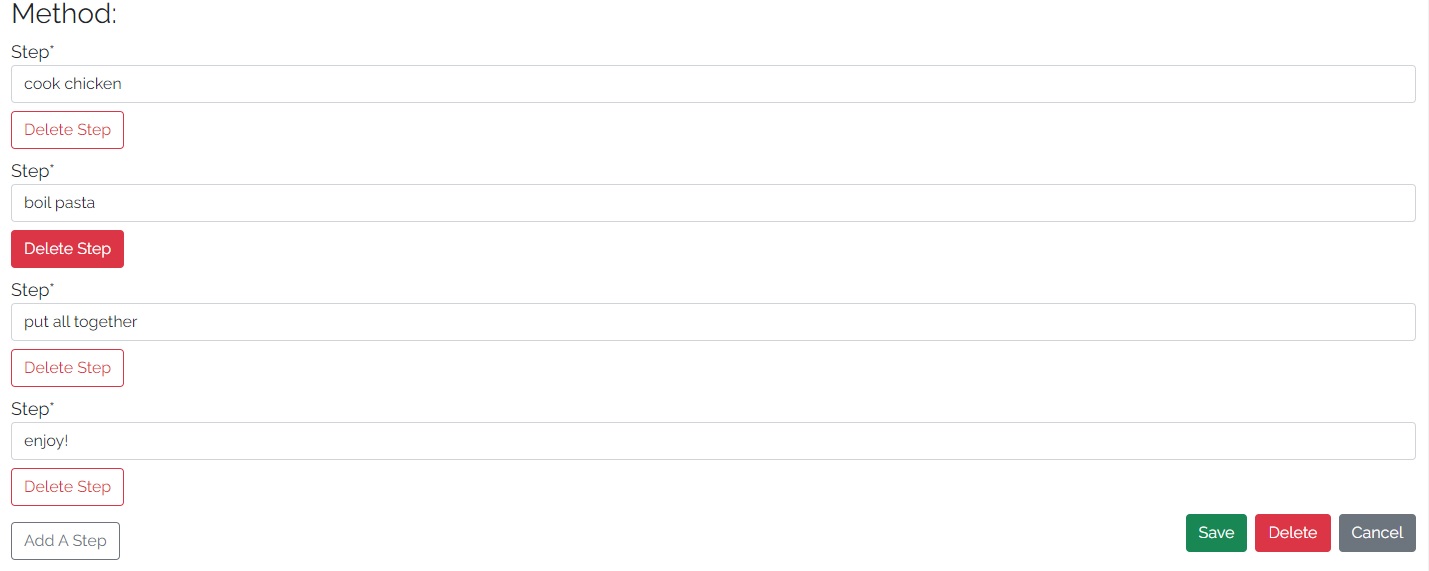 Method:
Step*
cook chicken
Delete Step
Step*
boil pasta
Delete Step
Step*
put all together
Delete Step
Step*
enjoy!
Delete Step
Add A Step
Save Delete Cancel